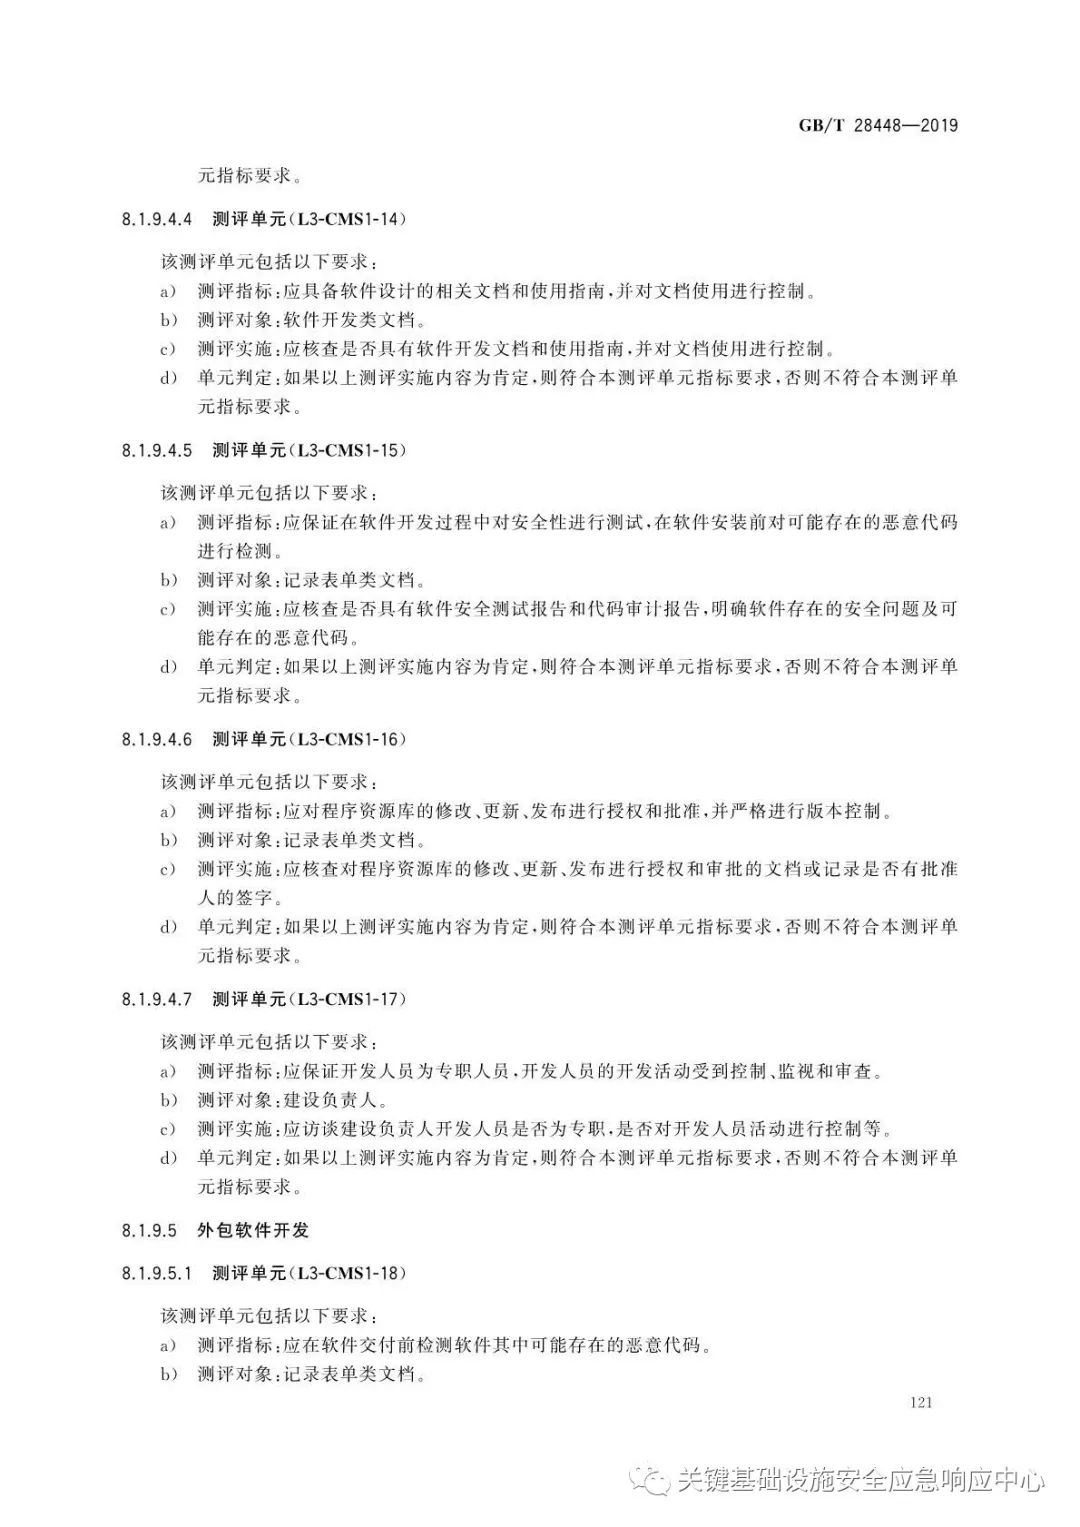 GB/T 28448—2019
元指标要求。
8.1.9.4.4 测评单元(L3-CMS1-14)
该测评单元包括以下要求:
a) 测评指标:应具备软件设计的相关文档和使用指南,并对文档使用进行控制。
b) 测评对象:软件开发类文档。
c) 测评实施:应核查是否具有软件开发文档和使用指南,并对文档使用进行控制。
d) 单元判定:如果以上测评实施内容为肯定,则符合本测评单元指标要求,否则不符合本测评单
元指标要求。
8.1.9.4.5 测评单元(L3-CMS1-15)
该测评单元包括以下要求:
a) 测评指标:应保证在软件开发过程中对安全性进行测试,在软件安装前对可能存在的恶意代码
进行检测。
b) 测评对象:记录表单类文档。
c) 测评实施:应核查是否具有软件安全测试报告和代码审计报告,明确软件存在的安全问题及可
能存在的恶意代码。
d) 单元判定:如果以上测评实施内容为肯定,则符合本测评单元指标要求,否则不符合本测评单
元指标要求。
8.1.9.4.6 测评单元(L3-CMS1-16)
该测评单元包括以下要求:
a) 测评指标:应对程序资源库的修改、更新、发布进行授权和批准,并严格进行版本控制。
b) 测评对象:记录表单类文档。
c) 测评实施:应核查对程序资源库的修改、更新、发布进行授权和审批的文档或记录是否有批准
人的签字。
d) 单元判定:如果以上测评实施内容为肯定,则符合本测评单元指标要求,否则不符合本测评单
元指标要求。
8.1.9.4.7 测评单元(L3-CMS1-17)
该测评单元包括以下要求:
a) 测评指标:应保证开发人员为专职人员,开发人员的开发活动受到控制、监视和审查。
b) 测评对象:建设负责人。
c) 测评实施:应访谈建设负责人开发人员是否为专职,是否对开发人员活动进行控制等。
d) 单元判定:如果以上测评实施内容为肯定,则符合本测评单元指标要求,否则不符合本测评单
元指标要求。
8.1.9.5 外包软件开发
8.1.9.5.1 测评单元(L3-CMS1-18)
该测评单元包括以下要求:
a) 测评指标:应在软件交付前检测软件其中可能存在的恶意代码。
b) 测评对象:记录表单类文档。
121
关键基础设施安全应急响应中心